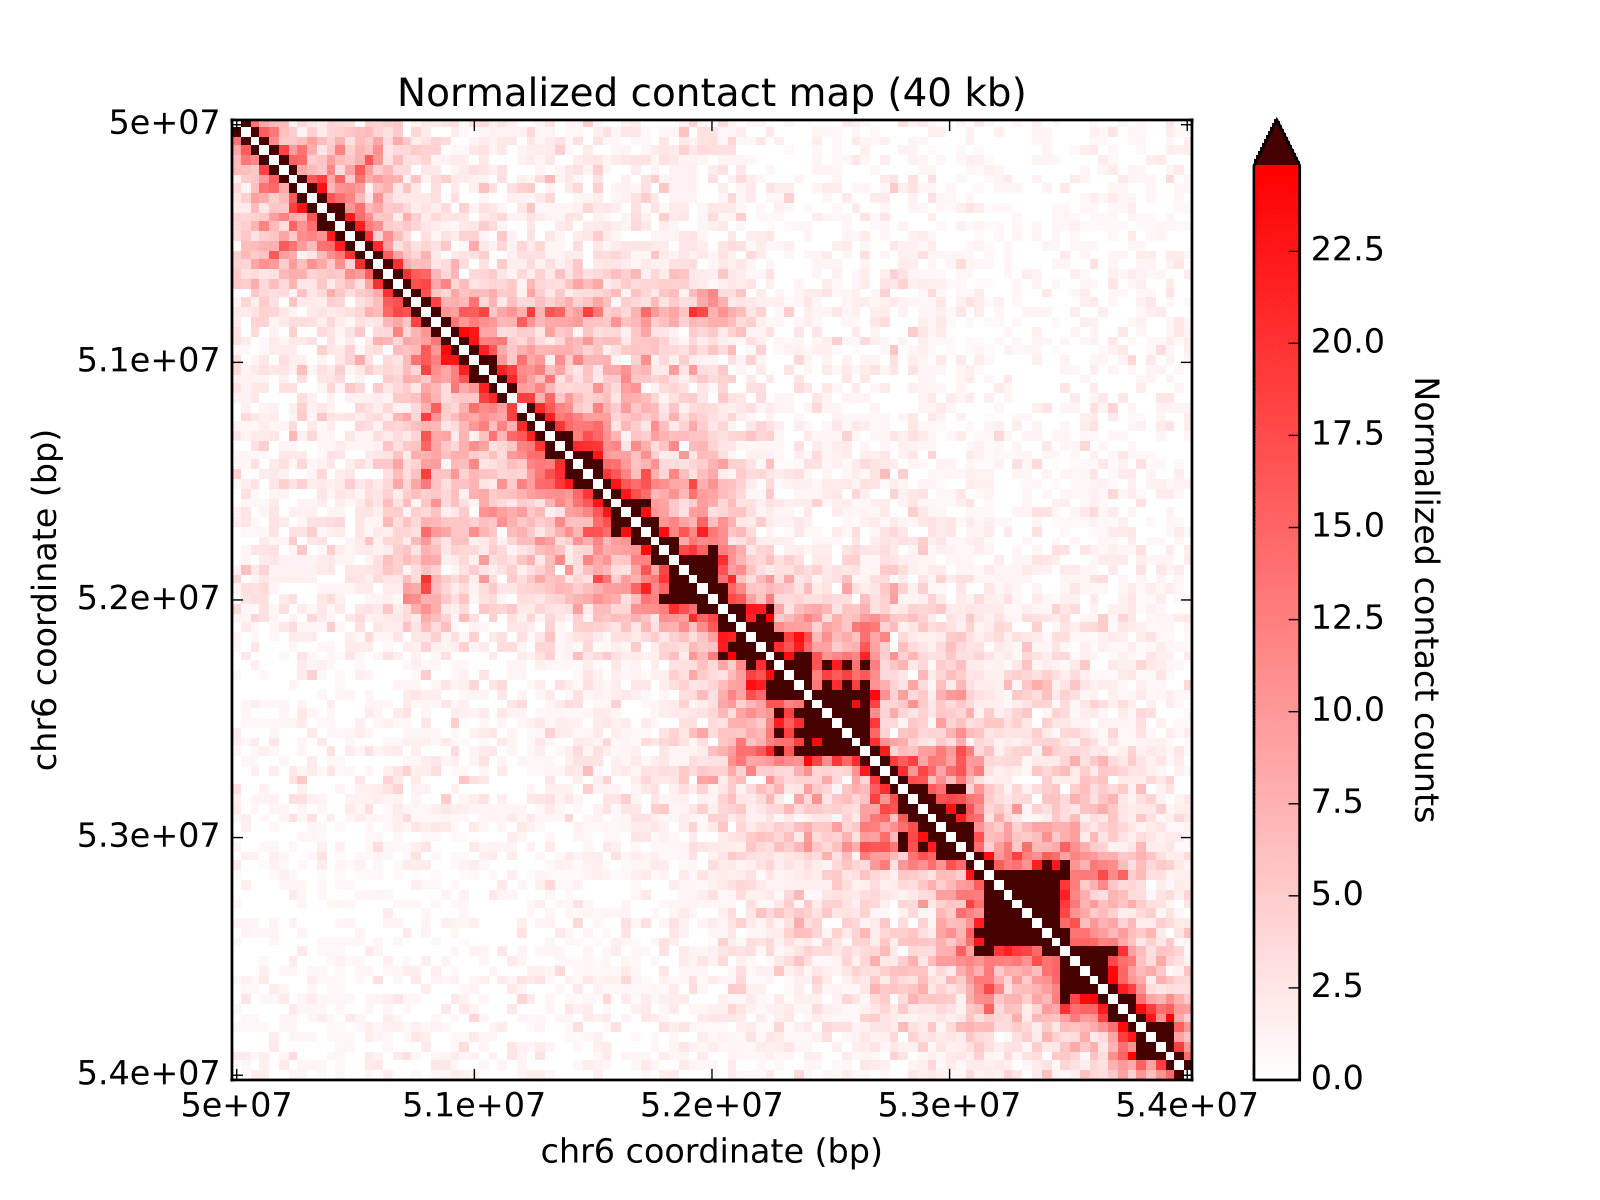 Normalized contact map (40 kb)
5e+07
5.1e+07
5.2e+07
5.3e+07
5.4e+07
chr6 coordinate (bp)
5e+07 5.1e+07 5.2e+07 5.3e+07 5.4e+07
chr6 coordinate (bp)
22.5
20.0
17.5
15.0
12.5
10.0
7.5
5.0
2.5
0.0
Normalized contact counts